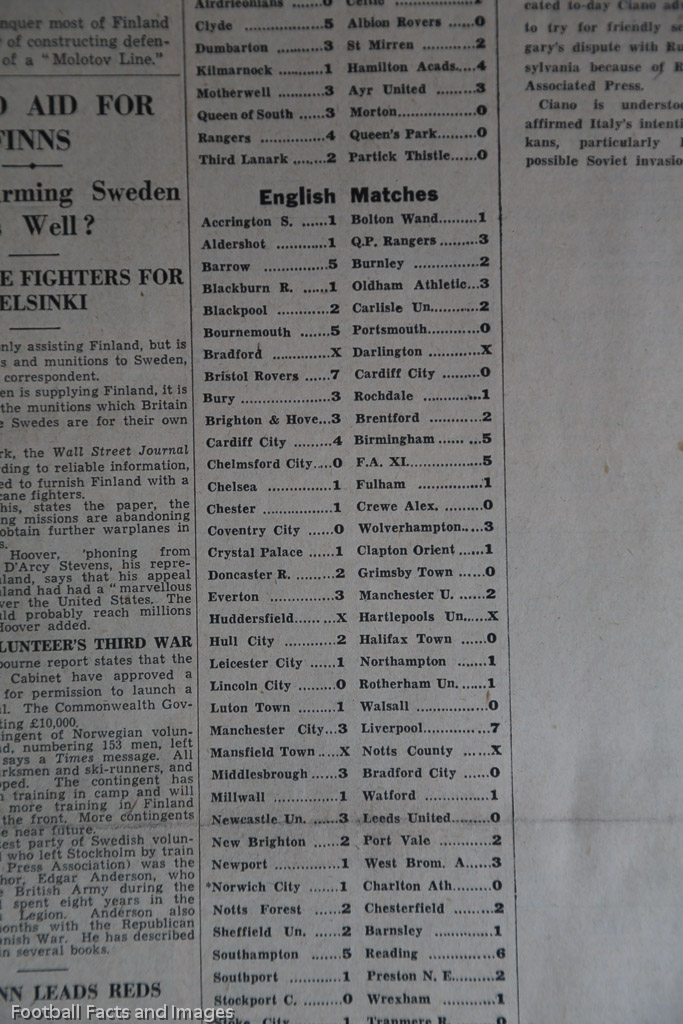 nquer most of Finland
of constructing defen-
of a "Molotov Line."
AID FOR
FINNS
rming Sweden
Well?
E FIGHTERS FOR
ELSINKI
only assisting Finland, but is
s and munitions to Sweden,
correspondent.
en is supplying Finland, it is
the munitions which Britain
e Swedes are for their own
rk, the Wall Street Journal
ding to reliable information,
ed to furnish Finland with a
cane fighters.
his, states the paper, the
ng missions are abandoning
obtain further warplanes in
s.
Hoover, 'phoning from
D'Arcy Stevens, his repre-
land, says that his appeal
land had had a "marvellous
ver the United States. The
ld probably reach millions
Hoover added.
LUNTEER'S THIRD WAR
bourne report states that the
Cabinet have approved a
for permission to launch a
l. The Commonwealth Gov-
ting £10,000.
ingent of Norwegian volun-
d, numbering 153 men, left
says a Times message. All
rksmen and ski-runners, and
ped. The contingent has
training in camp and will
more training in Finland
the front. More contingents
e near future.
est party of Swedish volun-
who left Stockholm by train
Press Association) was the
hor, Edgar Anderson, who
British Army during the
spent eight years in the
Legion. Anderson also
onths with the Republican
nish War. He has described
in several books.
NN LEADS REDS
Airdrieonians ......0 Celtic
Clyde ..........5 Albion Rovers ....0
Dumbarton ........3 St Mirren .......2
Kilmarnock ........1 Hamilton Acads....4
Motherwell ........3 Ayr United .......3
Queen of South ....3 Morton............0
Rangers ..........4 Queen's Park......0
Third Lanark .....2 Partick Thistle.....0
English Matches
Accrington S. ......1 Bolton Wand.........1
Aldershot ............1 Q.P. Rangers ........3
Barrow ..............5 Burnley ..............2
Blackburn R. ......1 Oldham Athletic...3
Blackpool ............2 Carlisle Un...........2
Bournemouth ......5 Portsmouth...........0
Bradford .............X Darlington ..........X
Bristol Rovers ......7 Cardiff City .........0
Bury ..................3 Rochdale ............1
Brighton & Hove...3 Brentford ............2
Cardiff City .........4 Birmingham ...... ...5
Chelmsford City....0 F.A. XI................5
Chelsea ..............1 Fulham ..............1
Chester ..............1 Crewe Alex. .........0
Coventry City ......0 Wolverhampton.....3
Crystal Palace ......1 Clapton Orient ......1
Doncaster R. ........2 Grimsby Town ......0
Everton ..............3 Manchester U. ......2
Huddersfield.......X Hartlepools Un.....X
Hull City ............2 Halifax Town .......0
Leicester City ......1 Northampton .......1
Lincoln City .......0 Rotherham Un. ......1
Luton Town .........1 Walsall ..............0
Manchester City...3 Liverpool.............7
Mansfield Town.....X Notts County ......X
Middlesbrough......3 Bradford City ......0
Millwall .............1 Watford .............1
Newcastle Un. .....3 Leeds United.........0
New Brighton ......2 Port Vale ............2
Newport .............1 West Brom. A.......3
*Norwich City ......1 Charlton Ath........0
Notts Forest ......2 Chesterfield .........2
Sheffield Un. ......2 Barnsley .............1
Southampton ......5 Reading ..............6
Southport ...........1 Preston N. E.........2
Stockport C. .......0 Wrexham ............1
Stoke City .........1 Tranmere R. ........0
cated to-day Ciano
to try for friendly
gary's dispute with
sylvania because of
Associated Press.
Ciano is
affirmed Italy's
kans, particularly
possible Soviet
Football Facts and Images